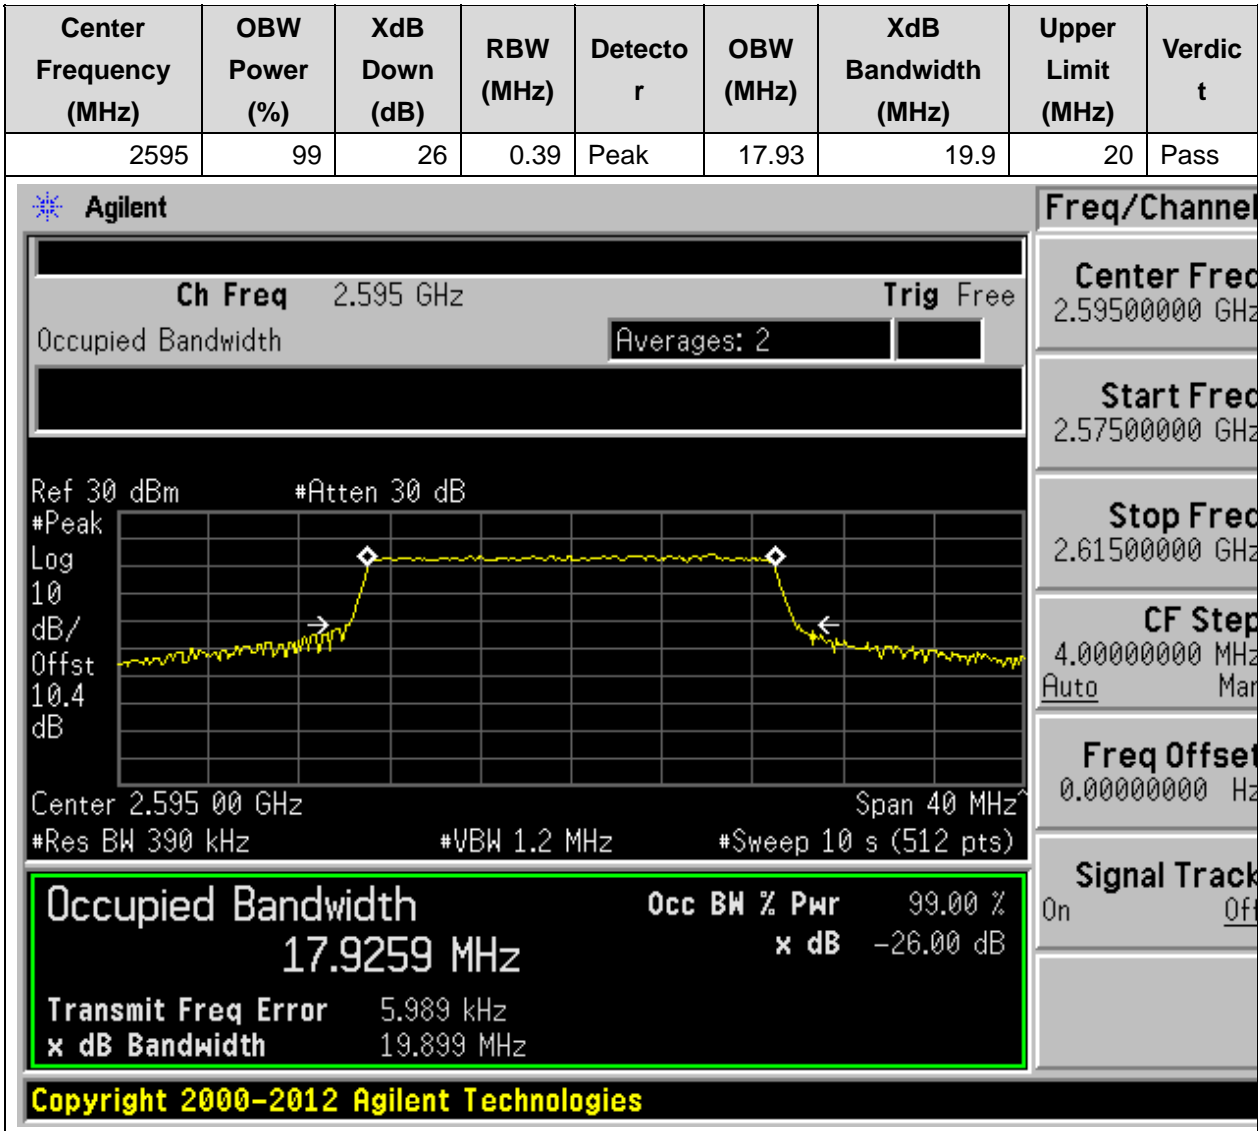 Center Frequency (MHz) OBW Power (%) XdB Down (dB) RBW (MHz) Detecto r OBW (MHz) XdB Bandwidth (MHz) Upper Limit (MHz) Verdic t
2595 99 26 0.39 Peak 17.93 19.9 20 Pass
Agilent
Freq/Channel
Ch Freq 2.595 GHz Trig Free
Occupied Bandwidth Averages: 2
Center Freq
2.59500000 GHz
Start Freq
2.57500000 GHz
Stop Freq
2.61500000 GHz
CF Step
4.00000000 MHz
Auto Man
Freq Offset
0.00000000 Hz
Signal Track
On Off
Ref 30 dBm #Atten 30 dB
#Peak
Log
10
dB/
Offst
10.4
dB
Center 2.595 00 GHz Span 40 MHz^
#Res BW 390 kHz #VBW 1.2 MHz #Sweep 10 s (512 pts)
Occupied Bandwidth Occ BW % Pwr 99.00 %
17.9259 MHz x dB -26.00 dB
Transmit Freq Error 5.989 kHz
x dB Bandwidth 19.899 MHz
Copyright 2000-2012 Agilent Technologies